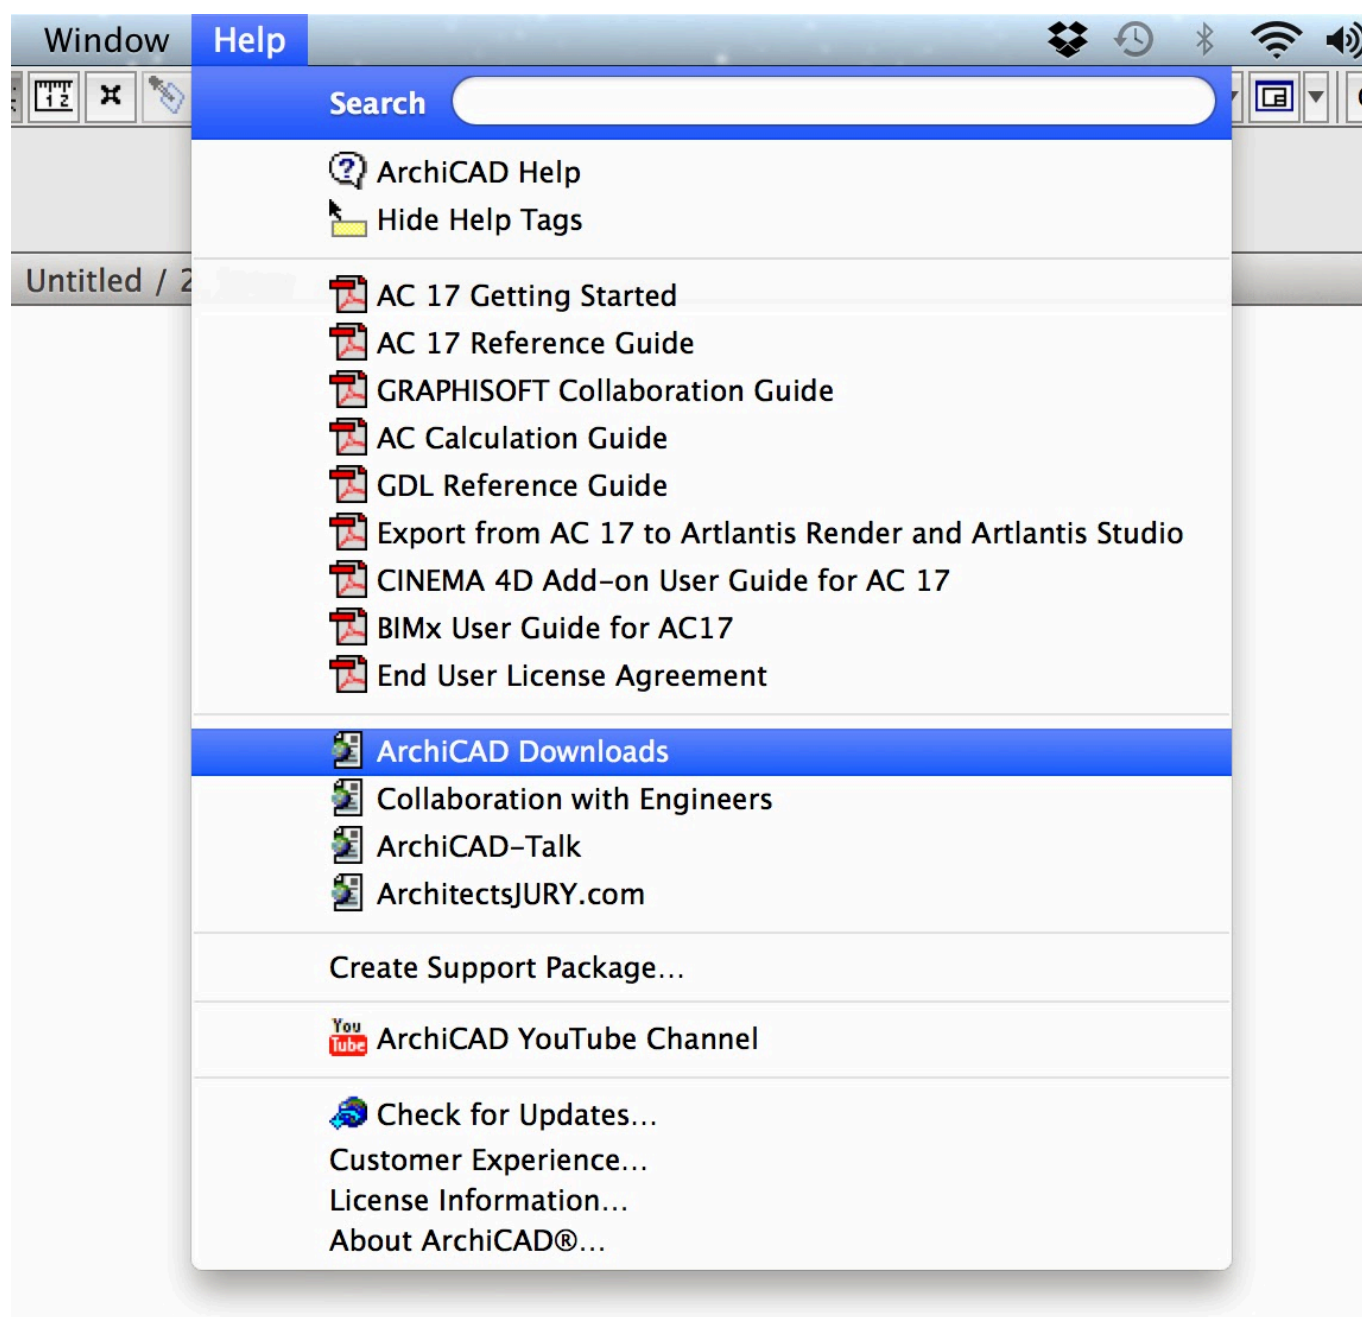 Window Help
Search
ArchiCAD Help
Hide Help Tags
Untitled / 2
AC 17 Getting Started
AC 17 Reference Guide
GRAPHISOFT Collaboration Guide
AC Calculation Guide
GDL Reference Guide
Export from AC 17 to Artlantis Render and Artlantis Studio
CINEMA 4D Add-on User Guide for AC 17
BIMx User Guide for AC17
End User License Agreement
ArchiCAD Downloads
Collaboration with Engineers
ArchiCAD-Talk
ArchitectsJURY.com
Create Support Package...
You
Tube ArchiCAD YouTube Channel
Check for Updates...
Customer Experience...
License Information...
About ArchiCAD®...